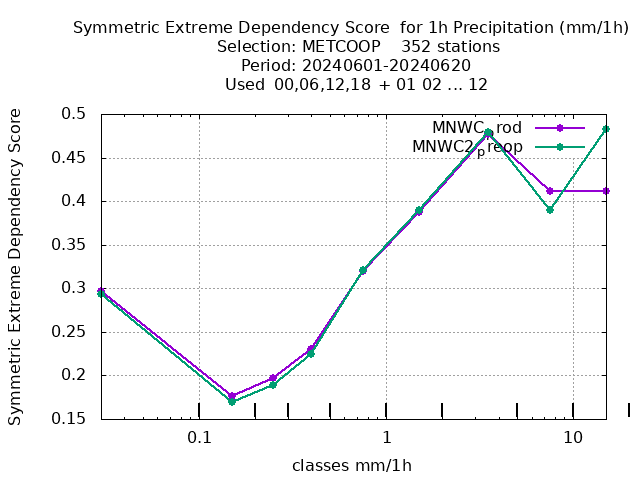 Symmetric Extreme Dependency Score  for 1h Precipitation (mm/1h)
Selection: METCOOP    352 stations
Period: 20240601-20240620
Used  00,06,12,18  + 01 02 ... 12
MNWC_prod
MNWC2_preop
Symmetric Extreme Dependency Score
0.5
0.45
0.4
0.35
0.3
0.25
0.2
0.15
0.1
1
10
classes mm/1h